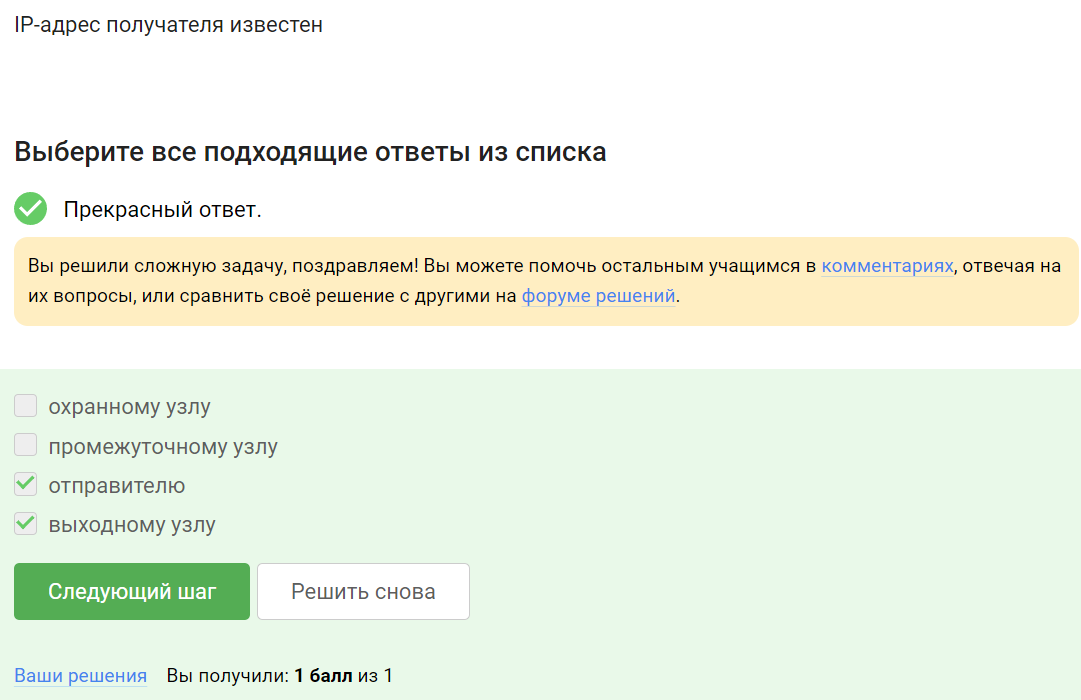 IP-адрес получателя известен
Выберите все подходящие ответы из списка
Прекрасный ответ.
Вы решили сложную задачу, поздравляем! Вы можете помочь остальным учащимся в комментариях, отвечая на
их вопросы, или сравнить своё решение с другими на форуме решений.
охранному узлу
промежуточному узлу
отправителю
выходному узлу
Следующий шаг
Решить снова
Ваши решения Вы получили: 1 балл из 1